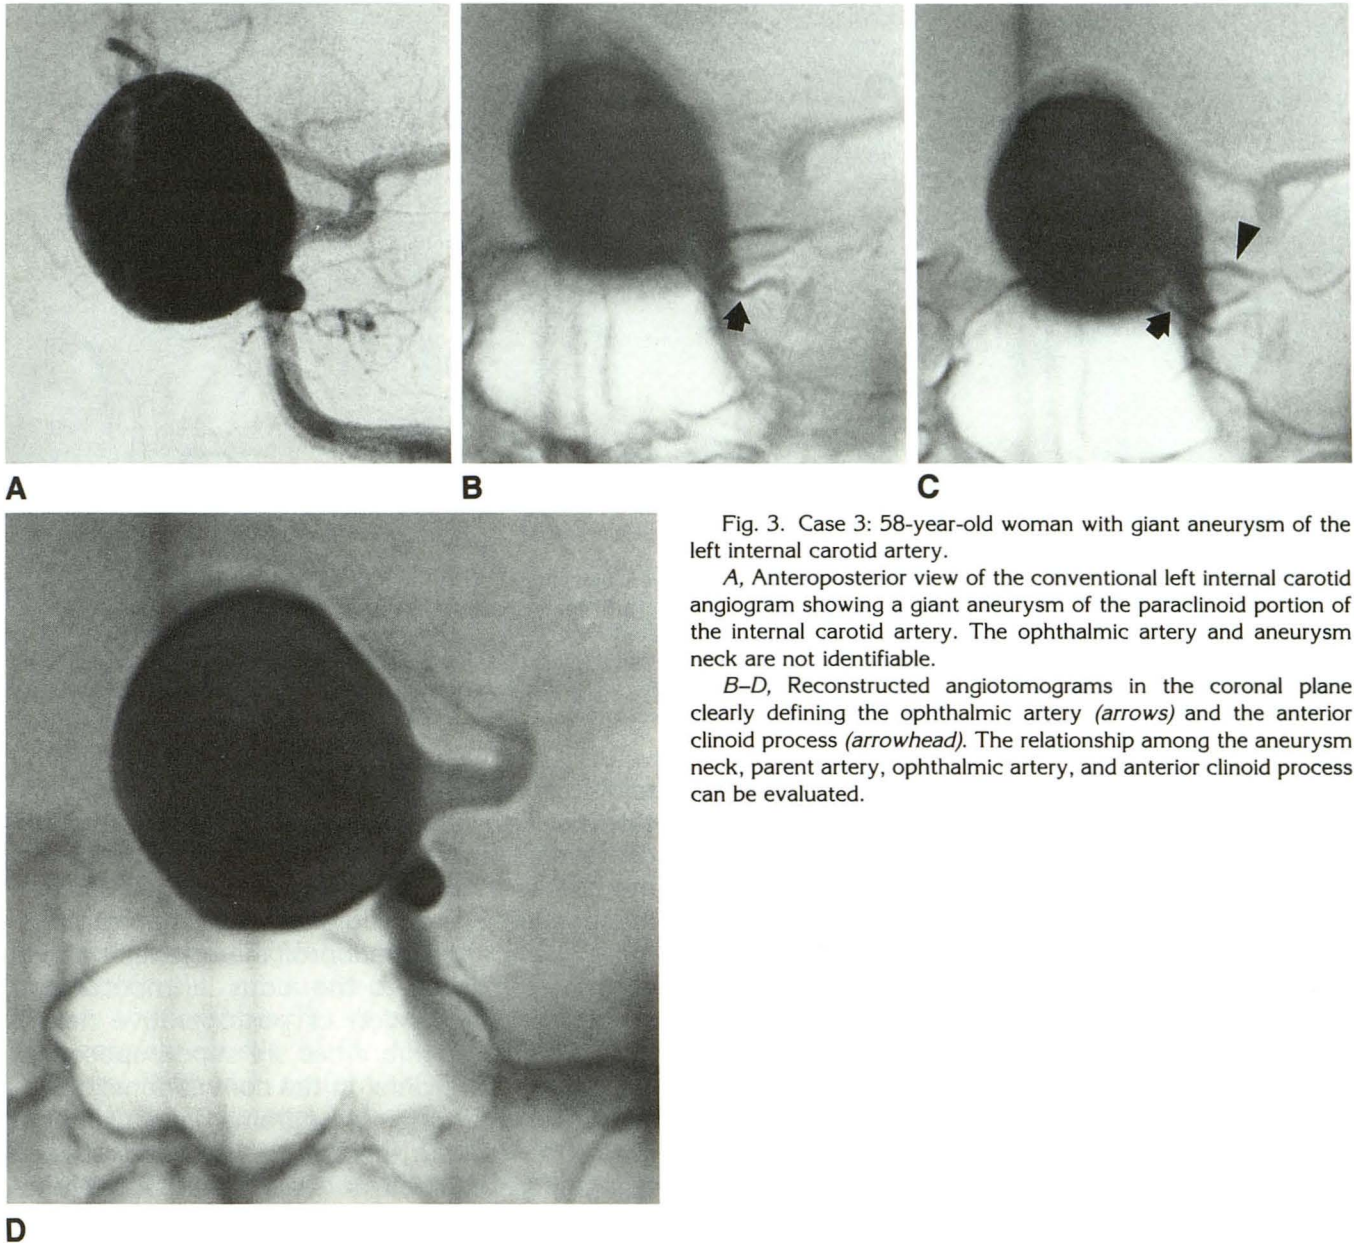 A
B
C
Fig. 3. Case 3: 58-year-old woman with giant aneurysm of the
left internal carotid artery.
A, Anteroposterior view of the conventional left internal carotid
angiogram showing a giant aneurysm of the paraclinoid portion of
the internal carotid artery. The ophthalmic artery and aneurysm
neck are not identifiable.
B–D, Reconstructed angiotomograms in the coronal plane
clearly defining the ophthalmic artery (arrows) and the anterior
clinoid process (arrowhead). The relationship among the aneurysm
neck, parent artery, ophthalmic artery, and anterior clinoid process
can be evaluated.
D